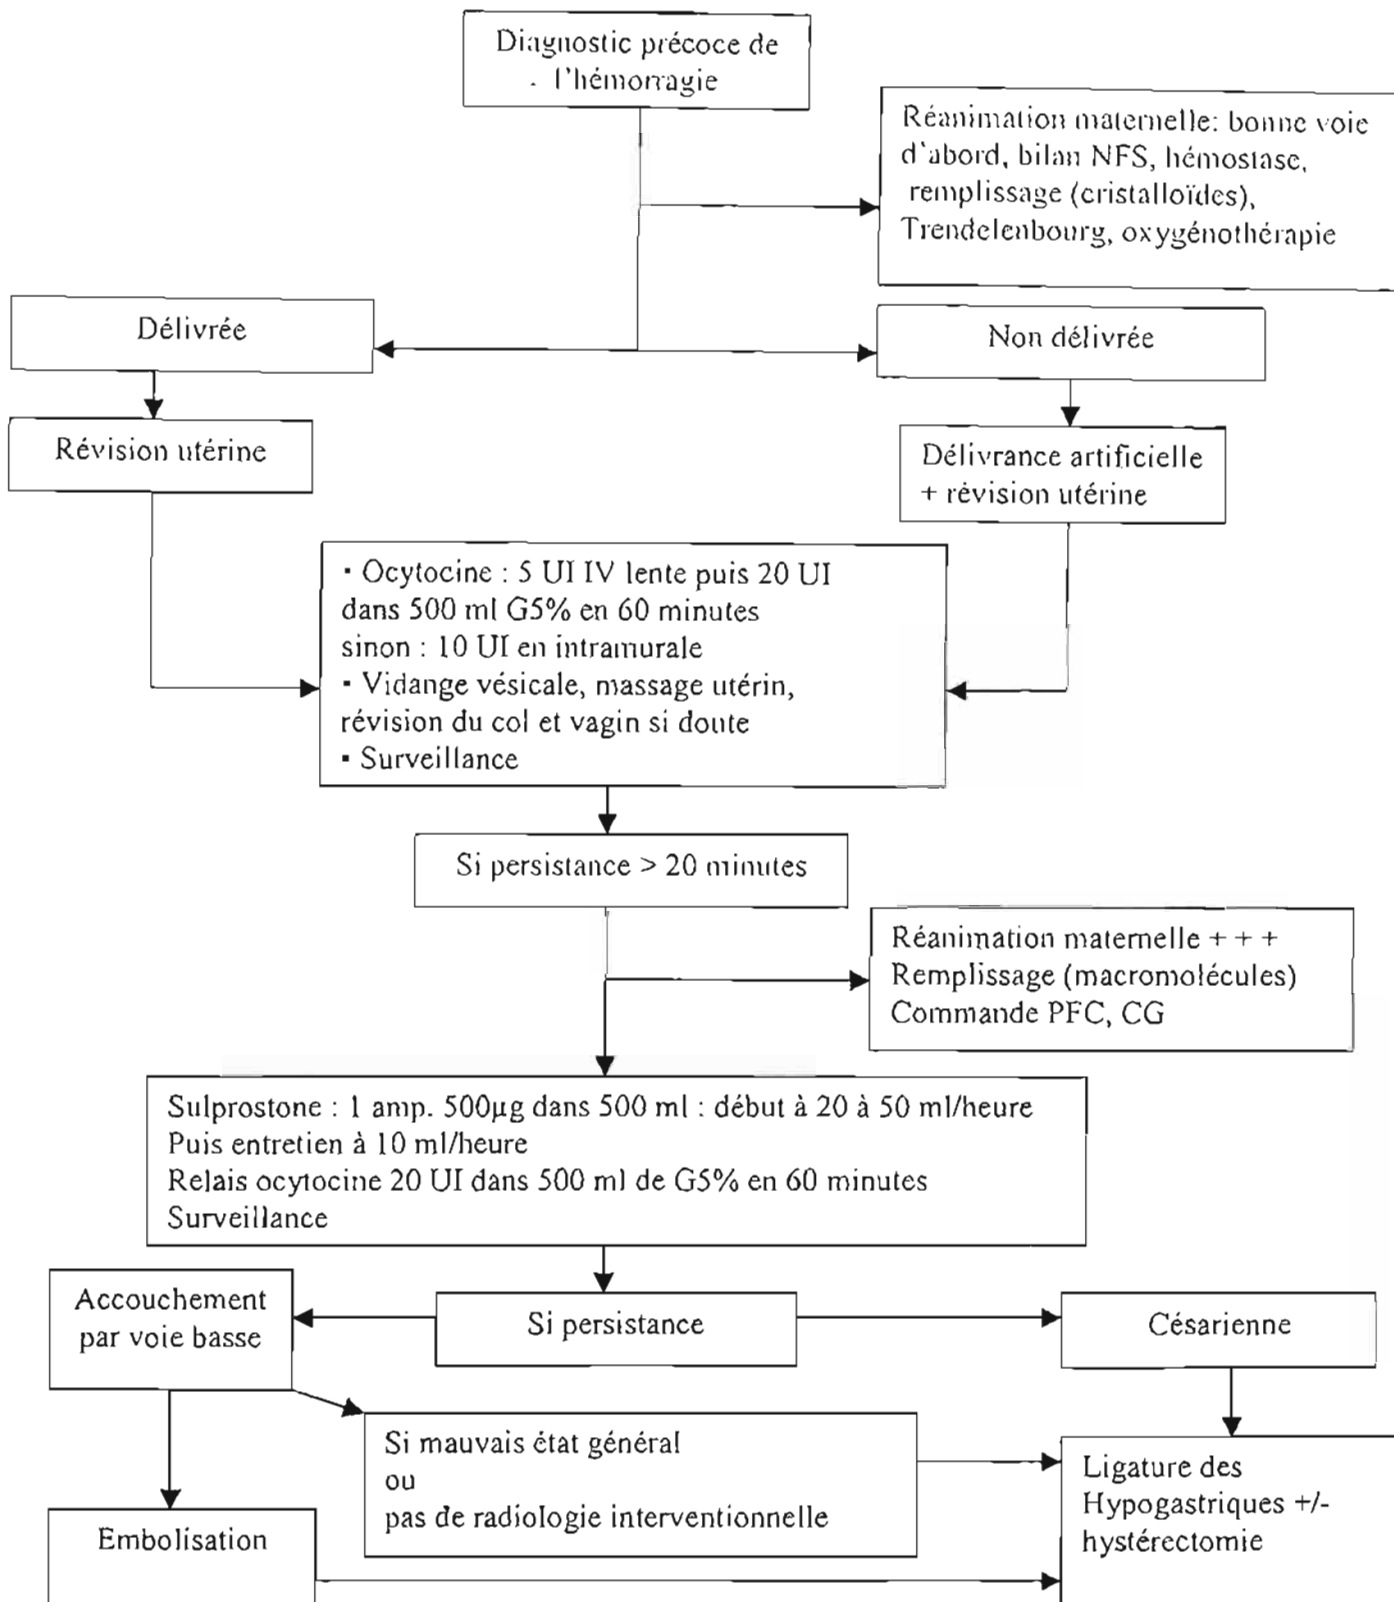 Diagnostic précoce de
l'hémorragie
Réanimation maternelle: bonne voie
d'abord, bilan NFS, hémostase,
remplissage (cristalloïdes),
Trendelenbourg, oxygénothérapie
Délivrée
Non délivrée
Révision utérine
Délivrance artificielle
+ révision utérine
▪ Ocytocine : 5 UI IV lente puis 20 UI
dans 500 ml G5% en 60 minutes
sinon : 10 UI en intramurale
▪ Vidange vésicale, massage utérin,
révision du col et vagin si doute
▪ Surveillance
Si persistance > 20 minutes
Réanimation maternelle + + +
Remplissage (macromolécules)
Commande PFC, CG
Sulprostone : 1 amp. 500µg dans 500 ml : début à 20 à 50 ml/heure
Puis entretien à 10 ml/heure
Relais ocytocine 20 UI dans 500 ml de G5% en 60 minutes
Surveillance
Accouchement
par voie basse
Si persistance
Césarienne
Si mauvais état général
ou
pas de radiologie interventionnelle
Ligature des
Hypogastriques +/-
hystérectomie
Embolisation